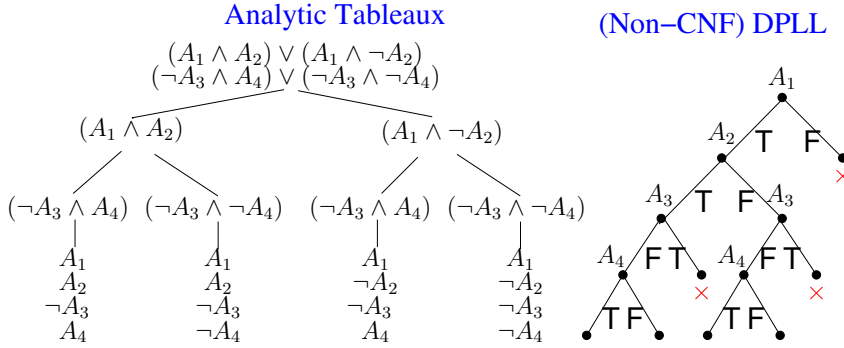 Analytic Tableaux
(A₁ ∧ A₂) ∨ (A₁ ∧ ¬A₂)
(¬A₃ ∧ A₄) ∨ (¬A₃ ∧ ¬A₄)
(A₁ ∧ A₂) (A₁ ∧ ¬A₂)
(¬A₃ ∧ A₄) (¬A₃ ∧ ¬A₄) (¬A₃ ∧ A₄) (¬A₃ ∧ ¬A₄)
A₁ A₁ A₁ A₁
A₂ A₂ ¬A₂ ¬A₂
¬A₃ ¬A₃ ¬A₃ ¬A₃
A₄ ¬A₄ A₄ ¬A₄
(Non−CNF) DPLL
A₁
A₂ T F
×
A₃ T F A₃
A₄ F T A₄ F T
× ×
T F T F